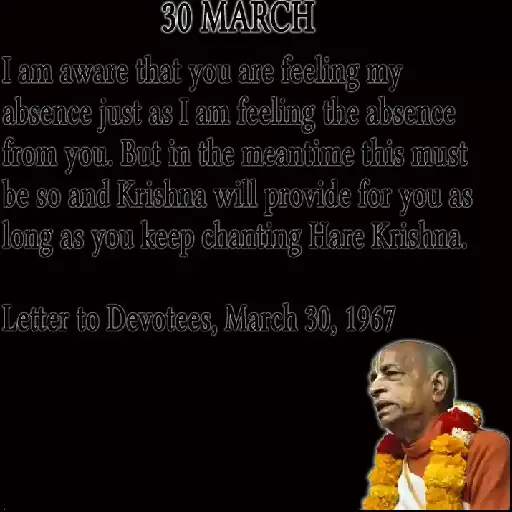 30 MARCH
I am aware that you are feeling my
absence just as I am feeling the absence
from you. But in the meantime this must
be so and Krishna will provide for you as
long as you keep chanting Hare Krishna.
Letter to Devotees, March 30, 1967